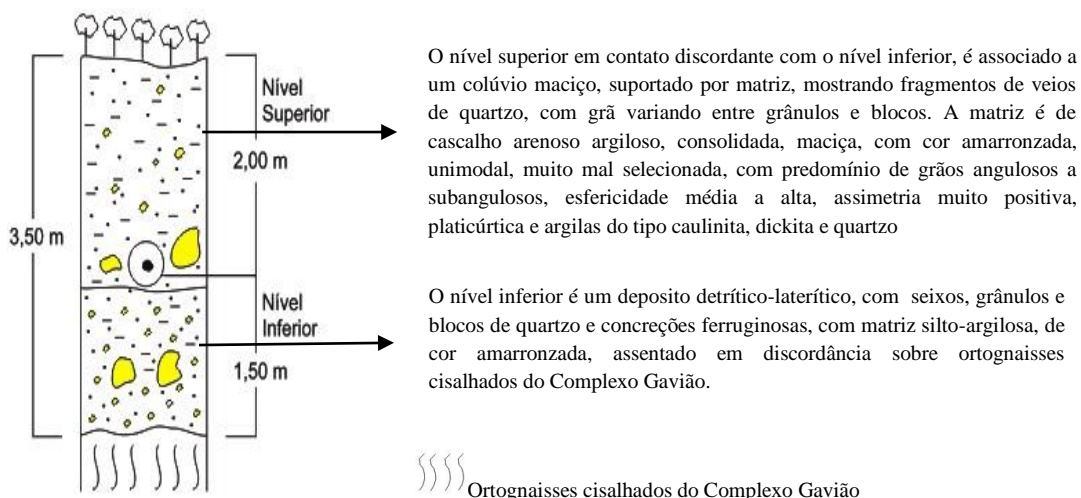 Nível
Superior
2,00 m
3,50 m
Nível
Inferior
1,50 m
O nível superior em contato discordante com o nível inferior, é associado a
um colúvio maciço, suportado por matriz, mostrando fragmentos de veios
de quartzo, com grã variando entre grânulos e blocos. A matriz é de
cascalho arenoso argiloso, consolidada, maciça, com cor amarronzada,
unimodal, muito mal selecionada, com predomínio de grãos angulosos a
subangulosos, esfericidade média a alta, assimetria muito positiva,
platicúrtica e argilas do tipo caulinita, dickita e quartzo
O nível inferior é um deposito detrítico-laterítico, com seixos, grânulos e
blocos de quartzo e concreções ferruginosas, com matriz silto-argilosa, de
cor amarronzada, assentado em discordância sobre ortognaisses
cisalhados do Complexo Gavião.
Ortognaisses cisalhados do Complexo Gavião